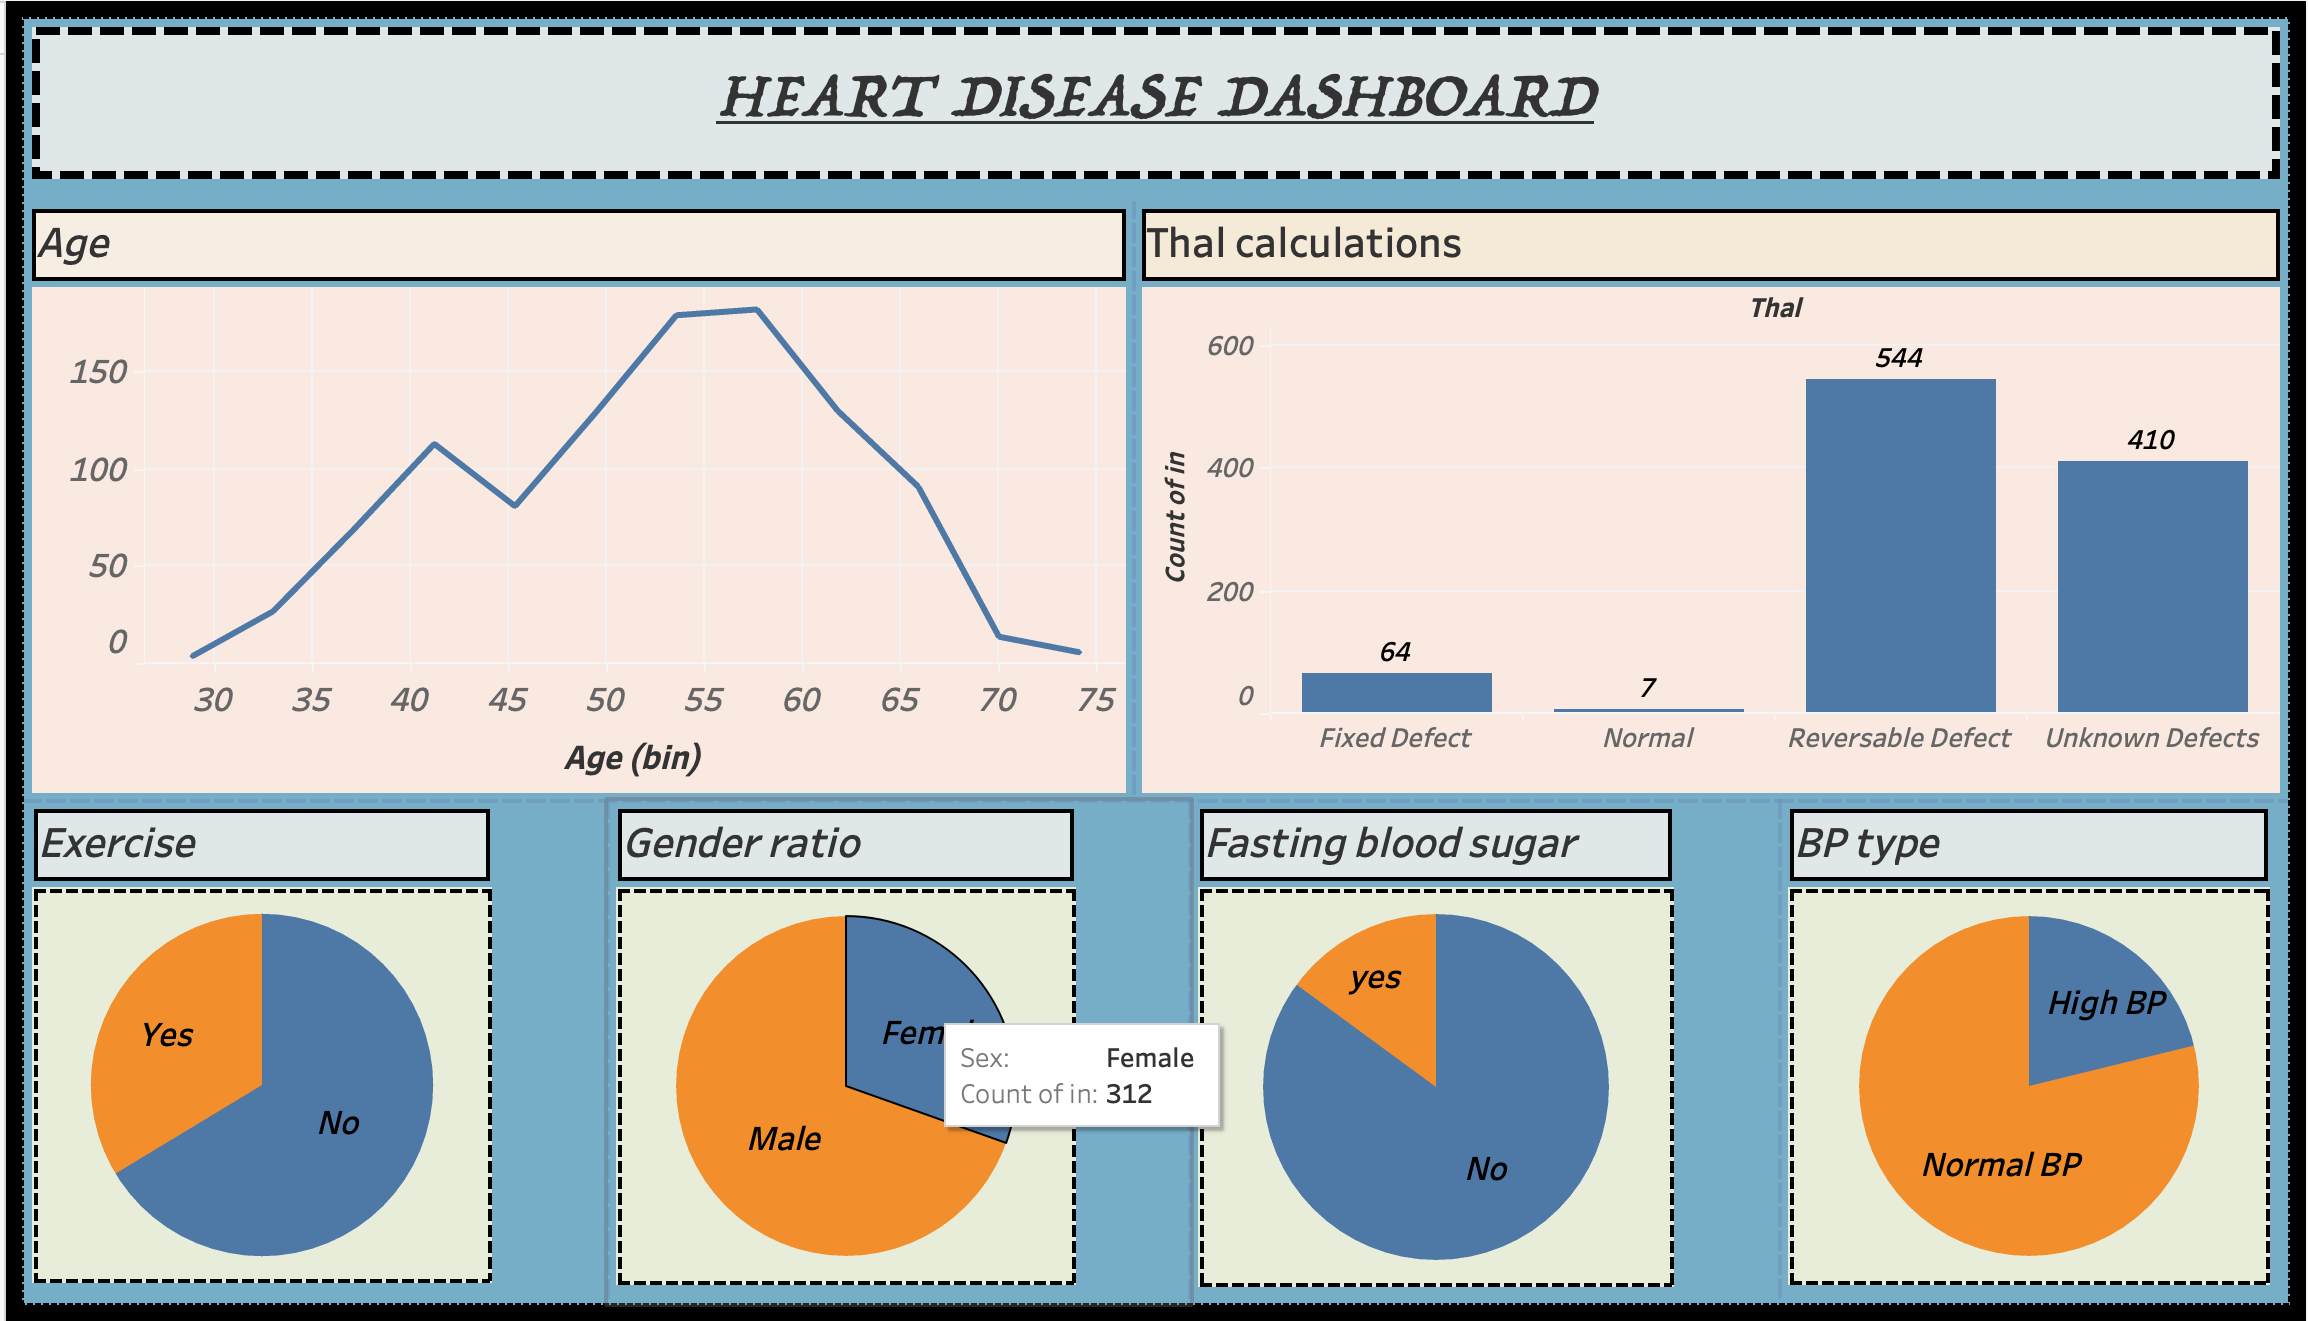 HEART DISEASE DASHBOARD
Age
150
100
50
0
30 35 40 45 50 55 60 65 70 75
Age (bin)
Thal calculations
Thal
Count of in
600
400
200
0
64
7
544
410
Fixed Defect Normal Reversable Defect Unknown Defects
Exercise
Yes
No
Gender ratio
Male
Sex: Female
Count of in: 312
Fasting blood sugar
yes
No
BP type
High BP
Normal BP